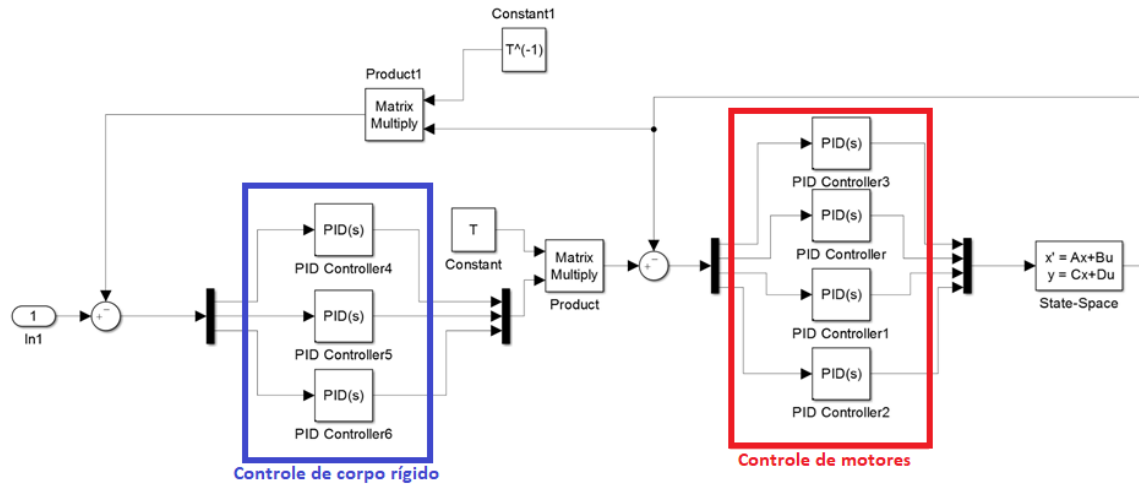 Constant1
T^(-1)
Product1
Matrix
Multiply
PID(s)
PID Controller3
PID(s)
PID Controller
PID(s)
PID Controller1
PID(s)
PID Controller2
PID(s)
PID Controller4
PID(s)
PID Controller5
PID(s)
PID Controller6
T
Constant
Matrix
Multiply
Product
1
In1
+
−
+
−
x' = Ax+Bu
y = Cx+Du
State-Space
Controle de corpo rígido
Controle de motores